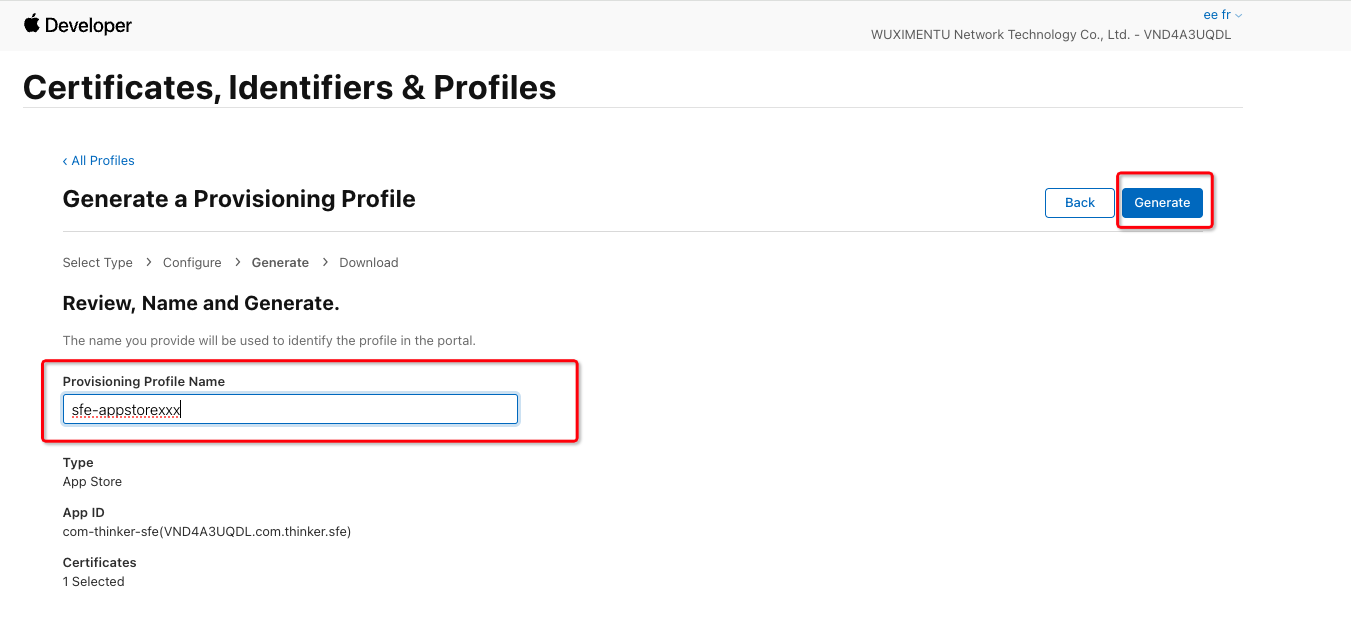 Developer
ee fr
WUXIMENTU Network Technology Co., Ltd. - VND4A3UQDL
Certificates, Identifiers & Profiles
‹ All Profiles
Generate a Provisioning Profile
Back
Generate
Select Type > Configure > Generate > Download
Review, Name and Generate.
The name you provide will be used to identify the profile in the portal.
Provisioning Profile Name
sfe-appstorexxx
Type
App Store
App ID
com-thinker-sfe(VND4A3UQDL.com.thinker.sfe)
Certificates
1 Selected